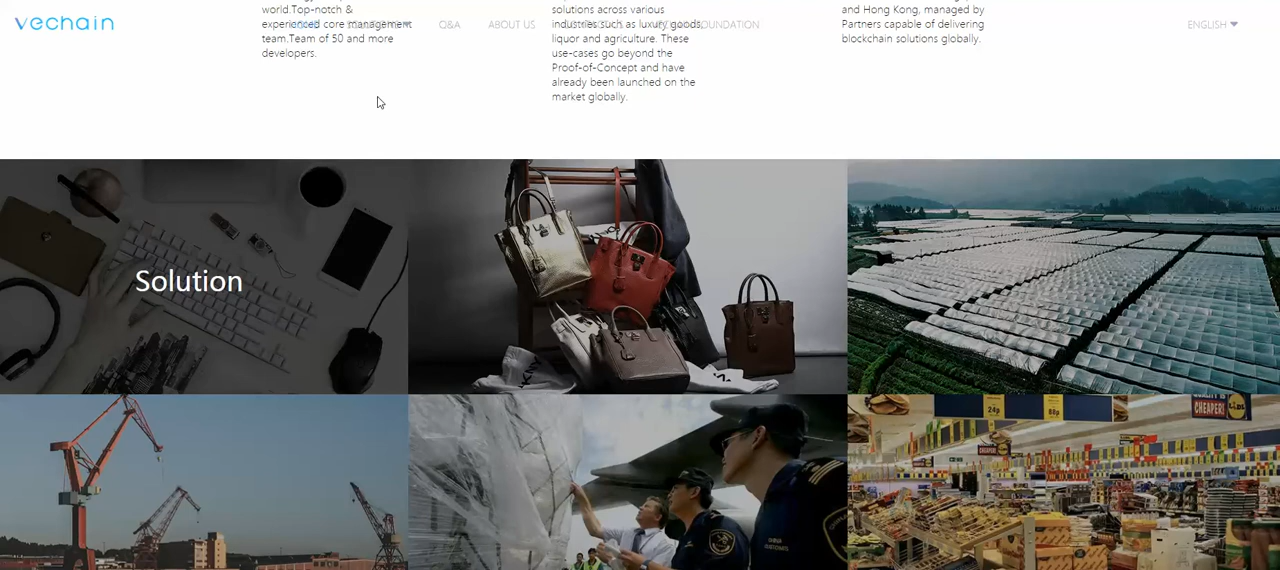 world.Top-notch &
experienced core management
team.Team of 50 and more
developers.
solutions across various
industries such as luxury goods,
liquor and agriculture. These
use-cases go beyond the
Proof-of-Concept and have
already been launched on the
market globally.
and Hong Kong, managed by
Partners capable of delivering
blockchain solutions globally.
vechain
Q&A
ABOUT US
FOUNDATION
ENGLISH
Solution
24p
88p
CHEAPER!
LIDL
CUSTOMS